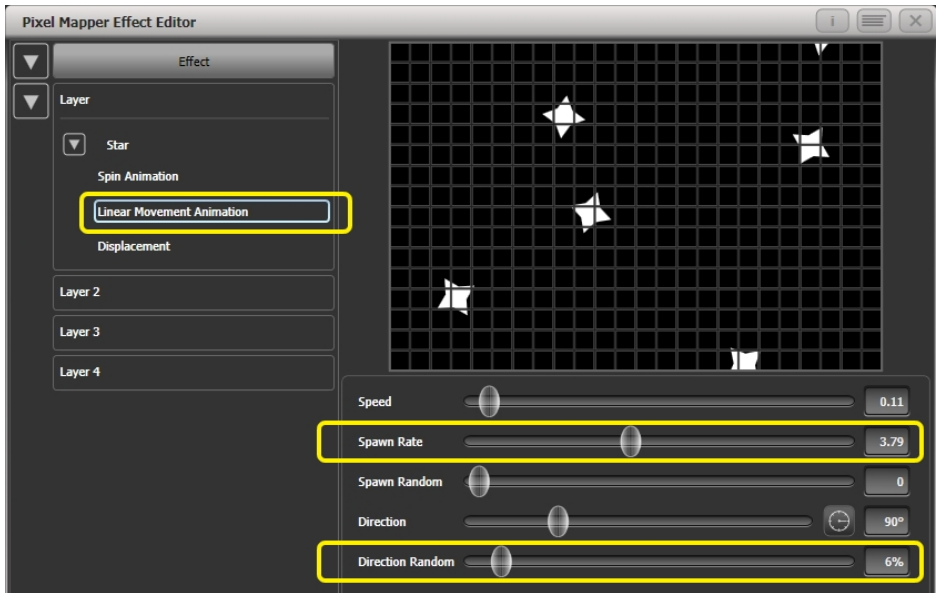 Pixel Mapper Effect Editor
i
Effect
Layer
Star
Spin Animation
Linear Movement Animation
Displacement
Layer 2
Layer 3
Layer 4
Speed 0.11
Spawn Rate 3.79
Spawn Random 0
Direction 90°
Direction Random 6%